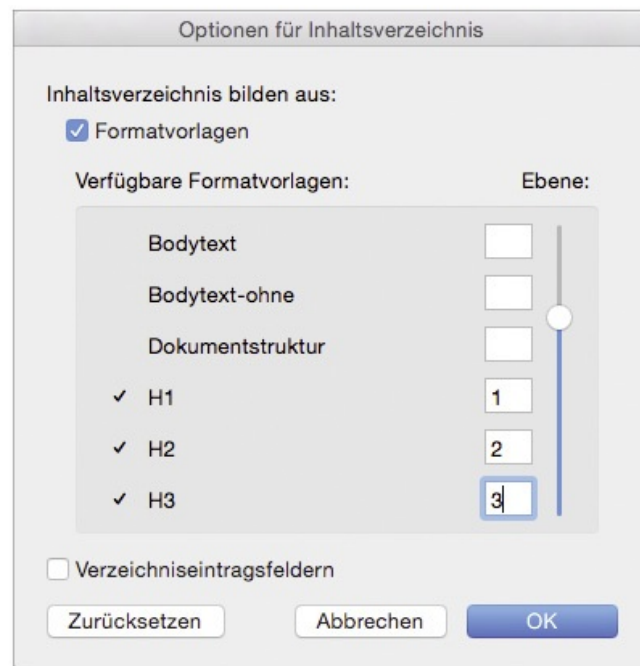 Optionen für Inhaltsverzeichnis
Inhaltsverzeichnis bilden aus:
Formatvorlagen
Verfügbare Formatvorlagen: Ebene:
Bodytext
Bodytext-ohne
Dokumentstruktur
✓ H1 1
✓ H2 2
✓ H3 3
Verzeichniseintragsfeldern
Zurücksetzen Abbrechen OK